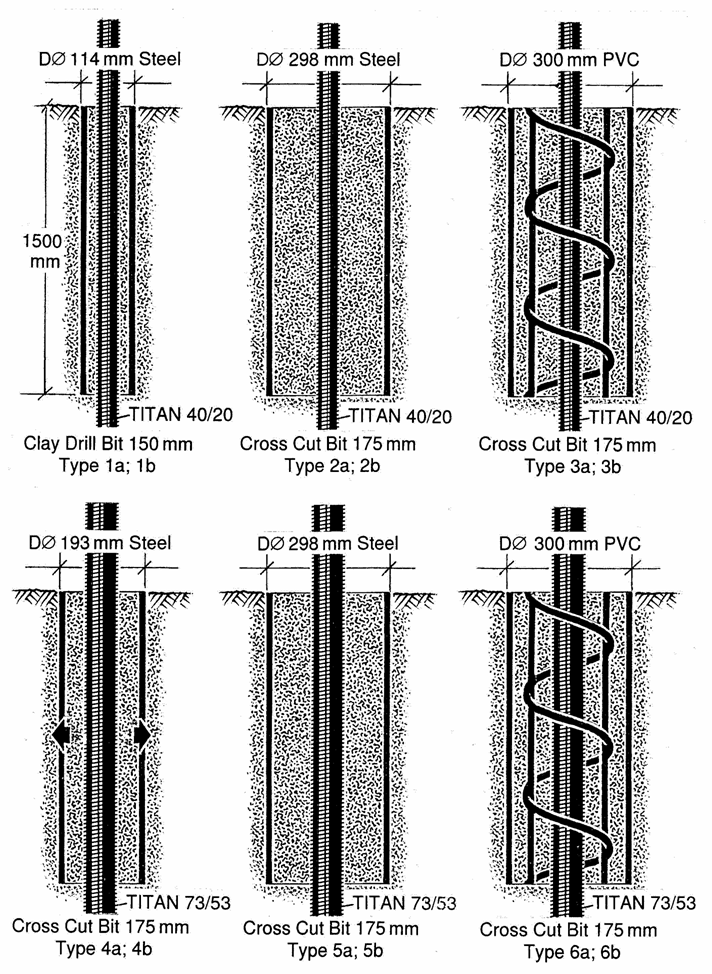 DØ 114 mm Steel
DØ 298 mm Steel
DØ 300 mm PVC
1500
mm
TITAN 40/20
TITAN 40/20
TITAN 40/20
Clay Drill Bit 150 mm
Type 1a; 1b
Cross Cut Bit 175 mm
Type 2a; 2b
Cross Cut Bit 175 mm
Type 3a; 3b
DØ 193 mm Steel
DØ 298 mm Steel
DØ 300 mm PVC
TITAN 73/53
TITAN 73/53
TITAN 73/53
Cross Cut Bit 175 mm
Type 4a; 4b
Cross Cut Bit 175 mm
Type 5a; 5b
Cross Cut Bit 175 mm
Type 6a; 6b